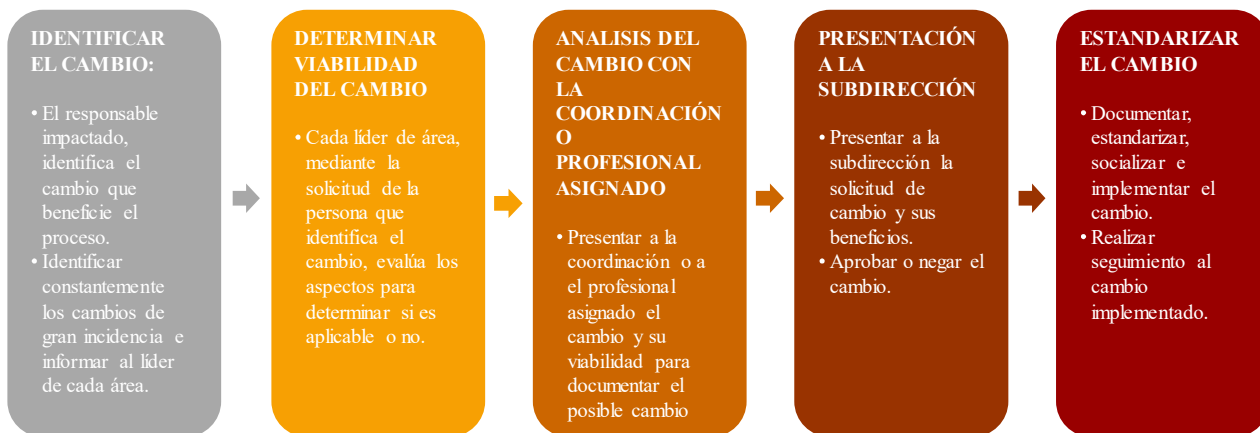 IDENTIFICAR
EL CAMBIO:
• El responsable
impactado,
identifica el
cambio que
beneficie el
proceso.
• Identificar
constantemente
los cambios de
gran incidencia e
informar al líder
de cada área.
DETERMINAR
VIABILIDAD
DEL CAMBIO
• Cada líder de área,
mediante la
solicitud de la
persona que
identifica el
cambio, evalúa los
aspectos para
determinar si es
aplicable o no.
ANALISIS DEL
CAMBIO CON
LA
COORDINACIÓN
O
PROFESIONAL
ASIGNADO
• Presentar a la
coordinación o a
el profesional
asignado el
cambio y su
viabilidad para
documentar el
posible cambio
PRESENTACIÓN
A LA
SUBDIRECCIÓN
• Presentar a la
subdirección la
solicitud de
cambio y sus
beneficios.
• Aprobar o negar el
cambio.
ESTANDARIZAR
EL CAMBIO
• Documentar,
estandarizar,
socializar e
implementar el
cambio.
• Realizar
seguimiento al
cambio
implementado.